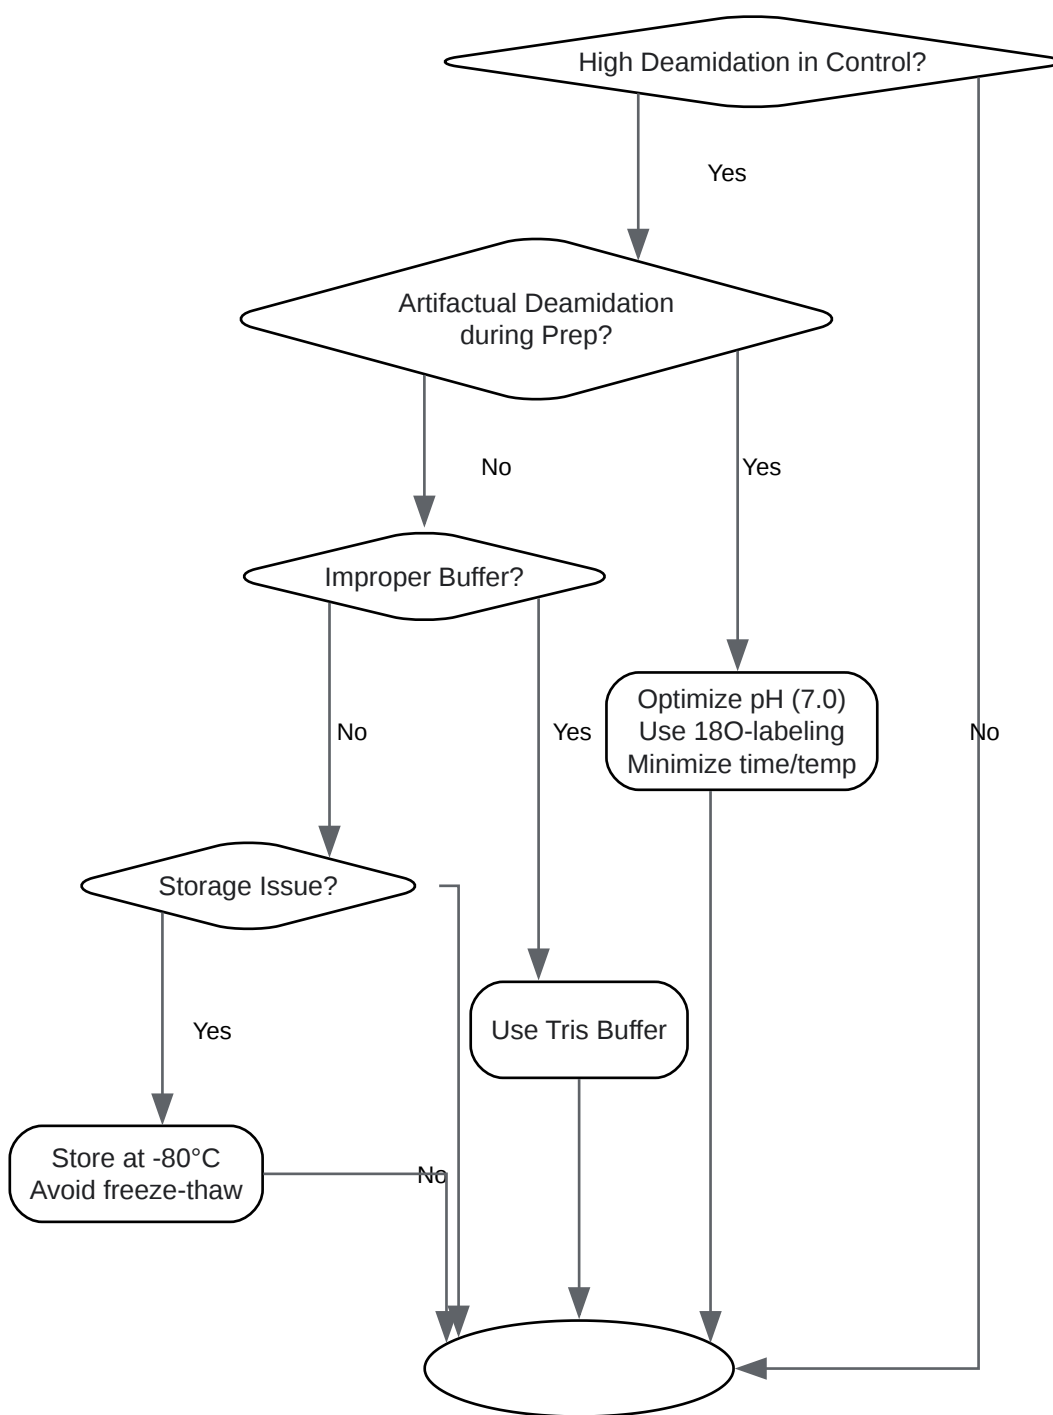 High Deamidation in Control?
Yes
Artifactual Deamidation
during Prep?
No
Yes
Improper Buffer?
Optimize pH (7.0)
Use 18O-labeling
Minimize time/temp
No
Yes
No
Storage Issue?
Use Tris Buffer
Yes
Store at -80°C
Avoid freeze-thaw
No